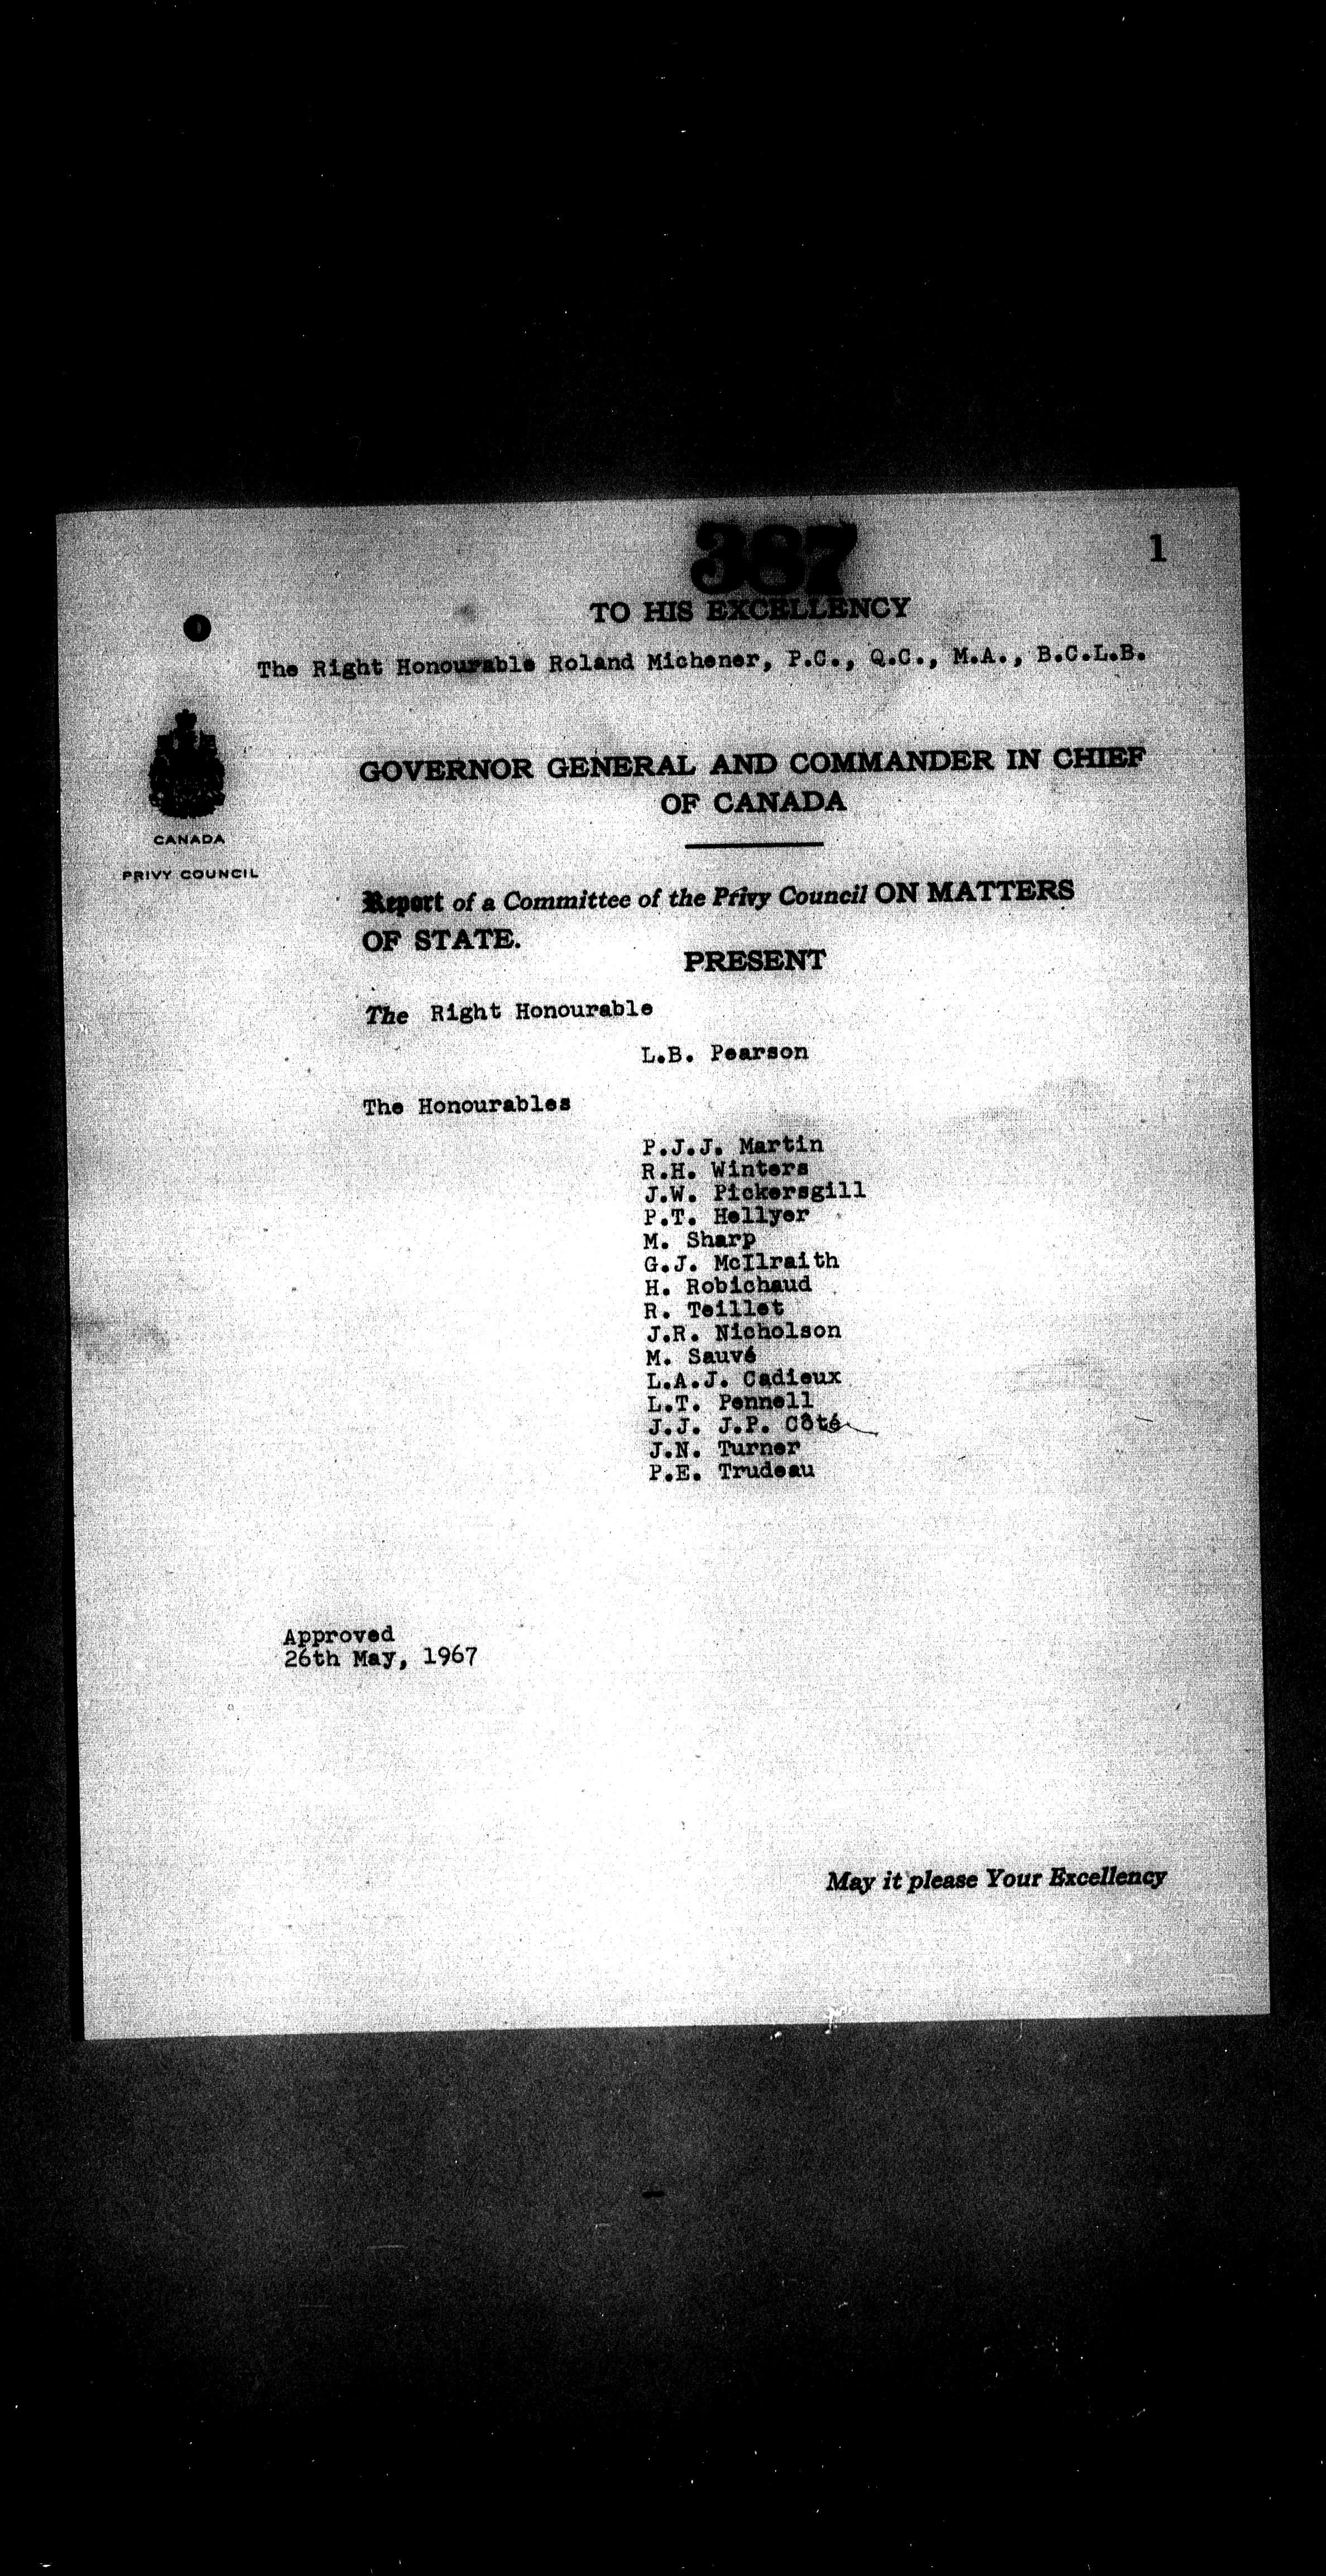 387
1
TO HIS EXCELLENCY
The Right Honourable Roland Michener, P.C., Q.C., M.A., B.C.L.B.
CANADA
PRIVY COUNCIL
GOVERNOR GENERAL AND COMMANDER IN CHIEF
OF CANADA
Report of a Committee of the Privy Council ON MATTERS
OF STATE.
PRESENT
The Right Honourable
L.B. Pearson
The Honourables
P.J.J. Martin
R.H. Winters
J.W. Pickersgill
P.T. Hellyer
M. Sharp
G.J. McIlraith
H. Robichaud
R. Teillet
J.R. Nicholson
M. Sauvé
L.A.J. Cadieux
L.T. Pennell
J.J. J.P. Côté
J.N. Turner
P.E. Trudeau
Approved
26th May, 1967
May it please Your Excellency